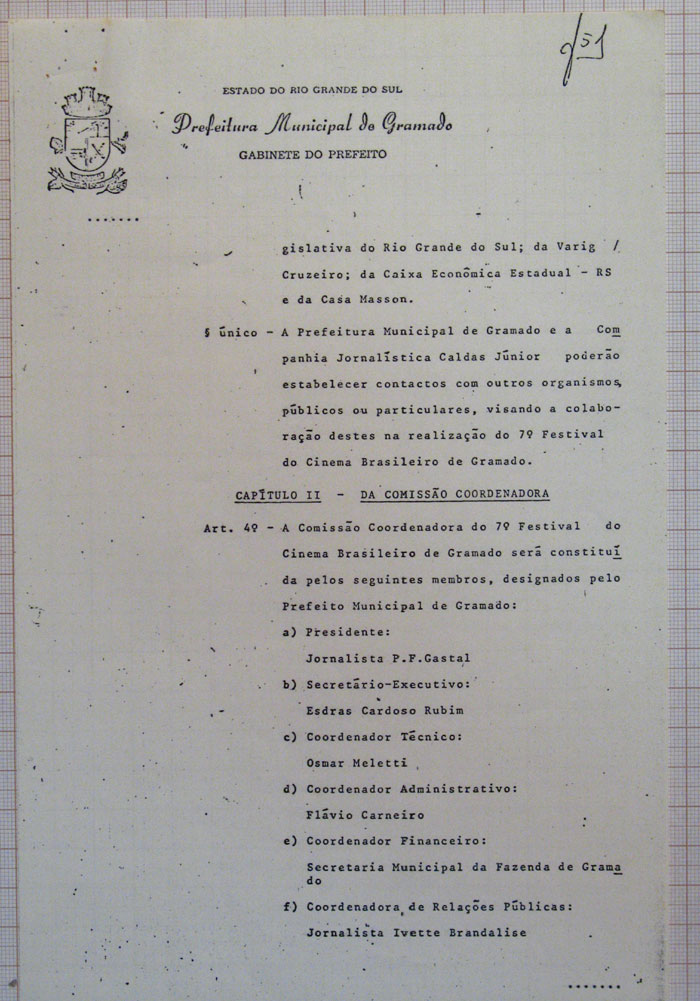 51
ESTADO DO RIO GRANDE DO SUL
Prefeitura Municipal de Gramado
GABINETE DO PREFEITO
.......
gislativa do Rio Grande do Sul; da Varig /
Cruzeiro; da Caixa Econômica Estadual - RS
e da Casa Masson.
§ único - A Prefeitura Municipal de Gramado e a Com
panhia Jornalística Caldas Júnior poderão
estabelecer contactos com outros organismos,
públicos ou particulares, visando a colabo-
ração destes na realização do 7º Festival
do Cinema Brasileiro de Gramado.
CAPÍTULO II - DA COMISSÃO COORDENADORA
Art. 4º - A Comissão Coordenadora do 7º Festival do
Cinema Brasileiro de Gramado será constituí
da pelos seguintes membros, designados pelo
Prefeito Municipal de Gramado:
a) Presidente:
Jornalista P.F.Gastal
b) Secretário-Executivo:
Esdras Cardoso Rubim
c) Coordenador Técnico:
Osmar Meletti
d) Coordenador Administrativo:
Flávio Carneiro
e) Coordenador Financeiro:
Secretaria Municipal da Fazenda de Grama
do
f) Coordenadora de Relações Públicas:
Jornalista Ivette Brandalise
.......